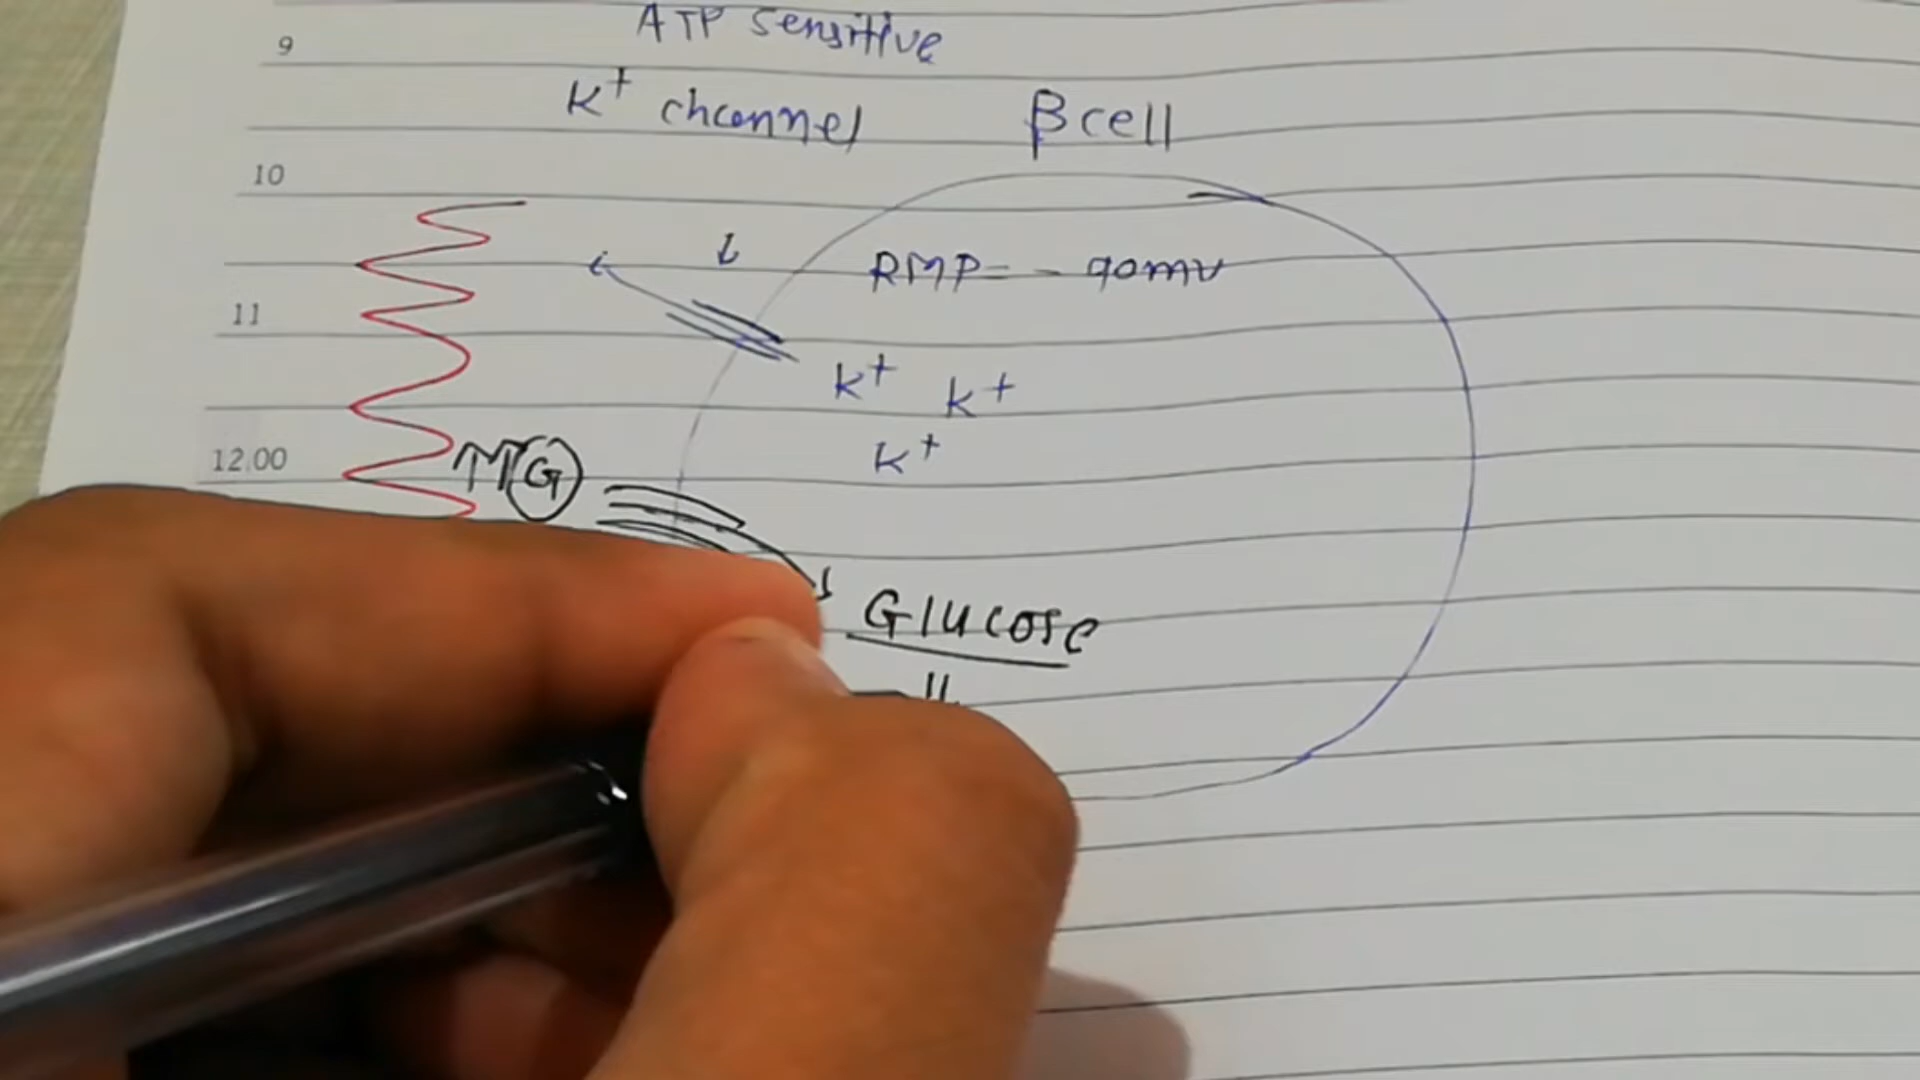 ATP sensitive
9
K+ channel
β cell
10
RMP = - 90mv
11
K+ K+
K+
12.00
G
Glucose